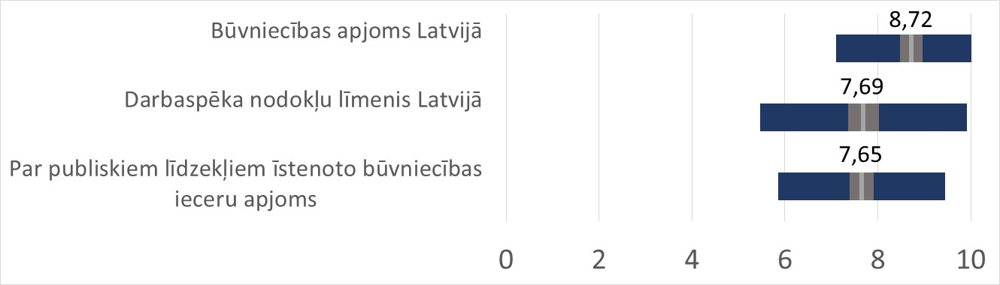 Būvniecības apjoms Latvijā
8,72
Darbaspēka nodokļu līmenis Latvijā
7,69
Par publiskiem līdzekļiem īstenoto būvniecības
ieceru apjoms
7,65
0 2 4 6 8 10